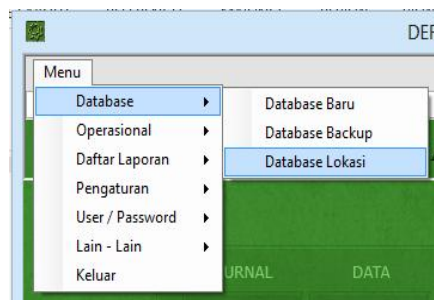 DEF
Menu
Database
Database Baru
Operasional
Database Backup
Daftar Laporan
Database Lokasi
Pengaturan
User / Password
Lain - Lain
Keluar
URNAL
DATA